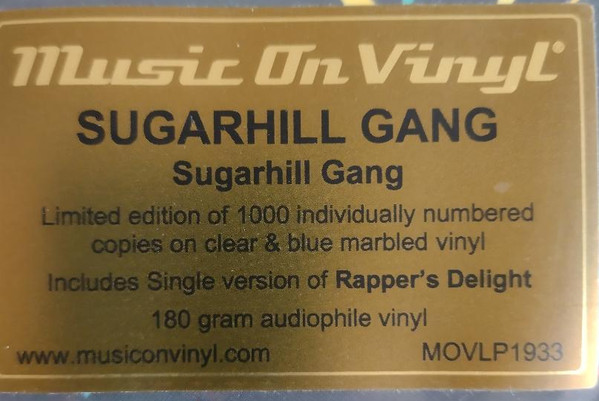 Music On Vinyl®
SUGARHILL GANG
Sugarhill Gang
Limited edition of 1000 individually numbered
copies on clear & blue marbled vinyl
Includes Single version of Rapper's Delight
180 gram audiophile vinyl
www.musiconvinyl.com MOVLP1933